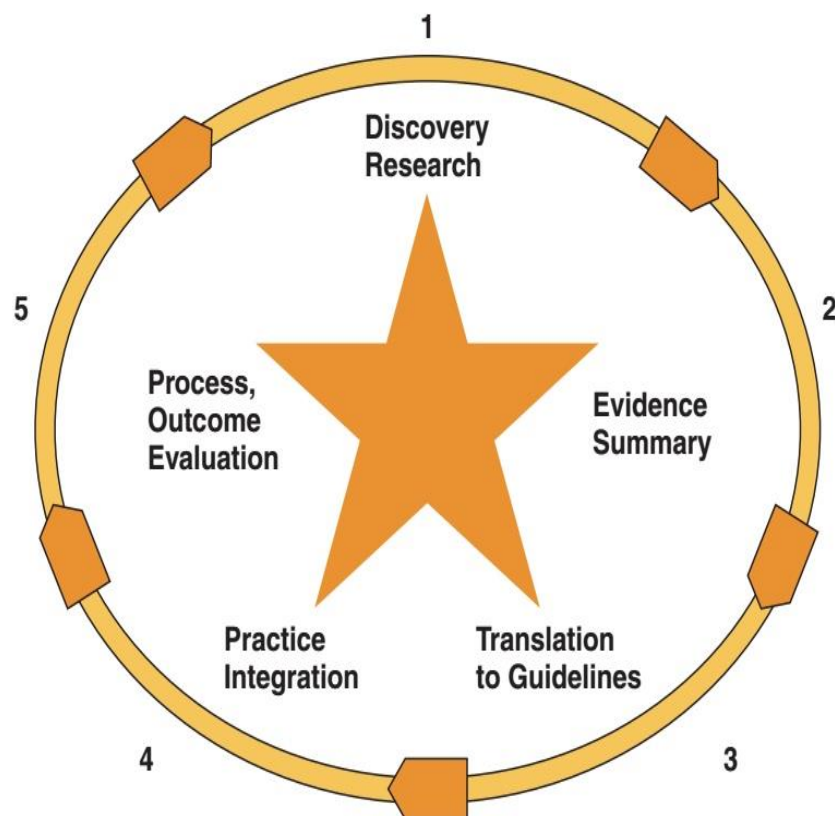 1
Discovery
Research
2
Evidence
Summary
3
Translation
to Guidelines
4
Practice
Integration
5
Process,
Outcome
Evaluation